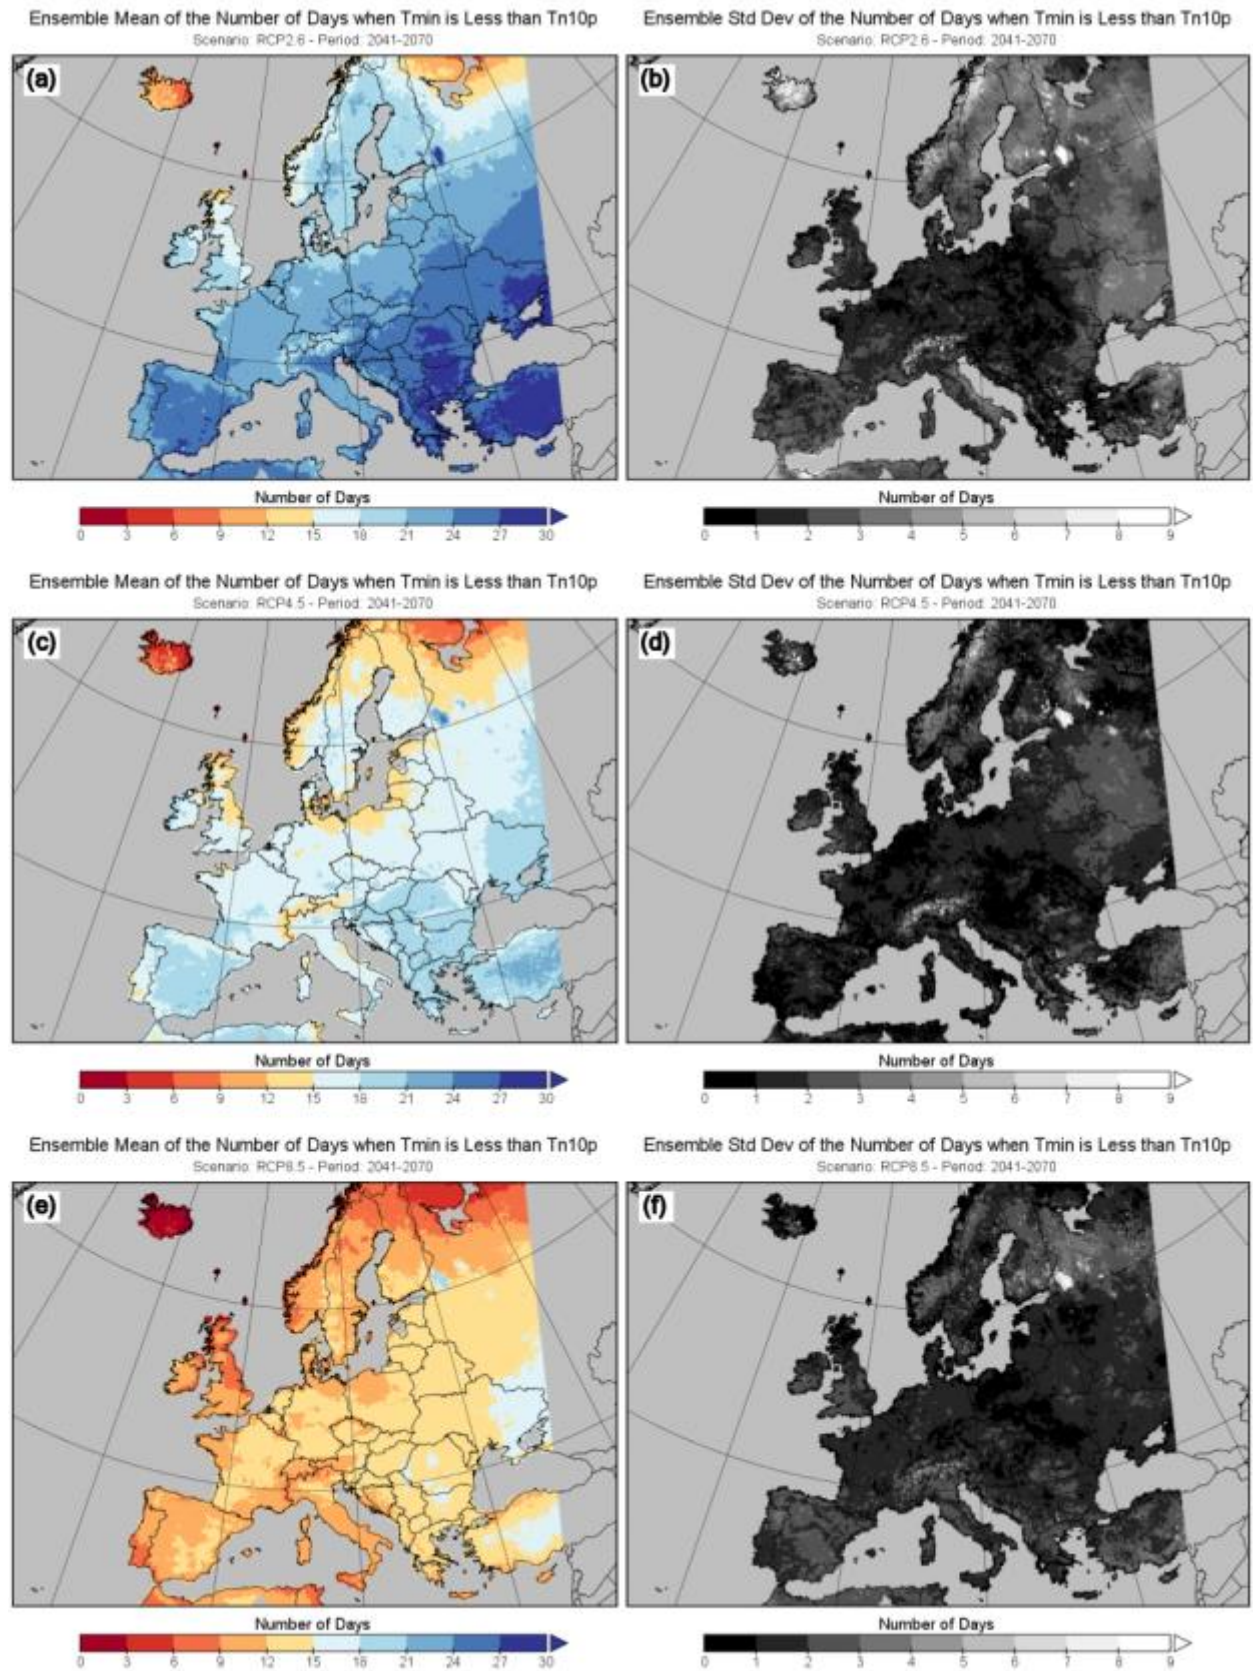 Ensemble Mean of the Number of Days when Tmin is Less than Tn10p
Scenario: RCP2.6 - Period: 2041-2070
(a)
Number of Days
0 3 6 9 12 15 18 21 24 27 30
Ensemble Std Dev of the Number of Days when Tmin is Less than Tn10p
Scenario: RCP2.6 - Period: 2041-2070
(b)
Number of Days
0 1 2 3 4 5 6 7 8 9
Ensemble Mean of the Number of Days when Tmin is Less than Tn10p
Scenario: RCP4.5 - Period: 2041-2070
(c)
Number of Days
0 3 6 9 12 15 18 21 24 27 30
Ensemble Std Dev of the Number of Days when Tmin is Less than Tn10p
Scenario: RCP4.5 - Period: 2041-2070
(d)
Number of Days
0 1 2 3 4 5 6 7 8 9
Ensemble Mean of the Number of Days when Tmin is Less than Tn10p
Scenario: RCP8.5 - Period: 2041-2070
(e)
Number of Days
0 3 6 9 12 15 18 21 24 27 30
Ensemble Std Dev of the Number of Days when Tmin is Less than Tn10p
Scenario: RCP8.5 - Period: 2041-2070
(f)
Number of Days
0 1 2 3 4 5 6 7 8 9